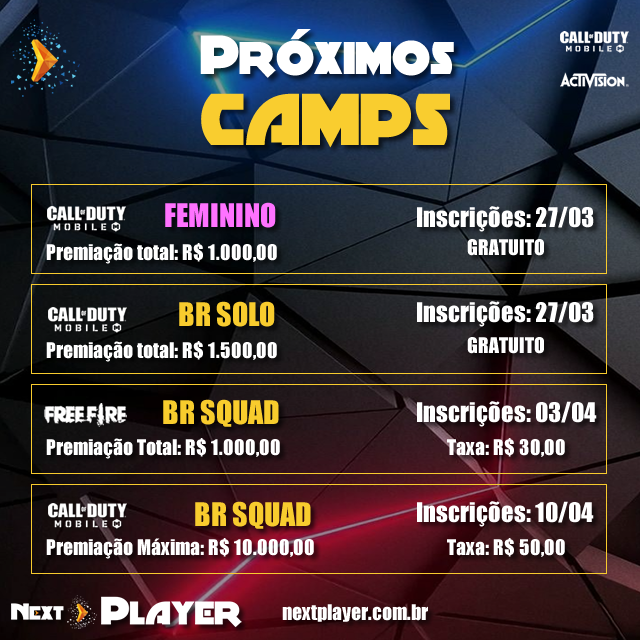 PRÓXIMOS
CAMPS
CALL OF DUTY
MOBILE
ACTIVISION
CALL OF DUTY
MOBILE
FEMININO
Inscrições: 27/03
Premiação total: R$ 1.000,00
GRATUITO
CALL OF DUTY
MOBILE
BR SOLO
Inscrições: 27/03
Premiação total: R$ 1.500,00
GRATUITO
FREE FIRE
BR SQUAD
Inscrições: 03/04
Premiação Total: R$ 1.000,00
Taxa: R$ 30,00
CALL OF DUTY
MOBILE
BR SQUAD
Inscrições: 10/04
Premiação Máxima: R$ 10.000,00
Taxa: R$ 50,00
NEXT PLAYER
nextplayer.com.br